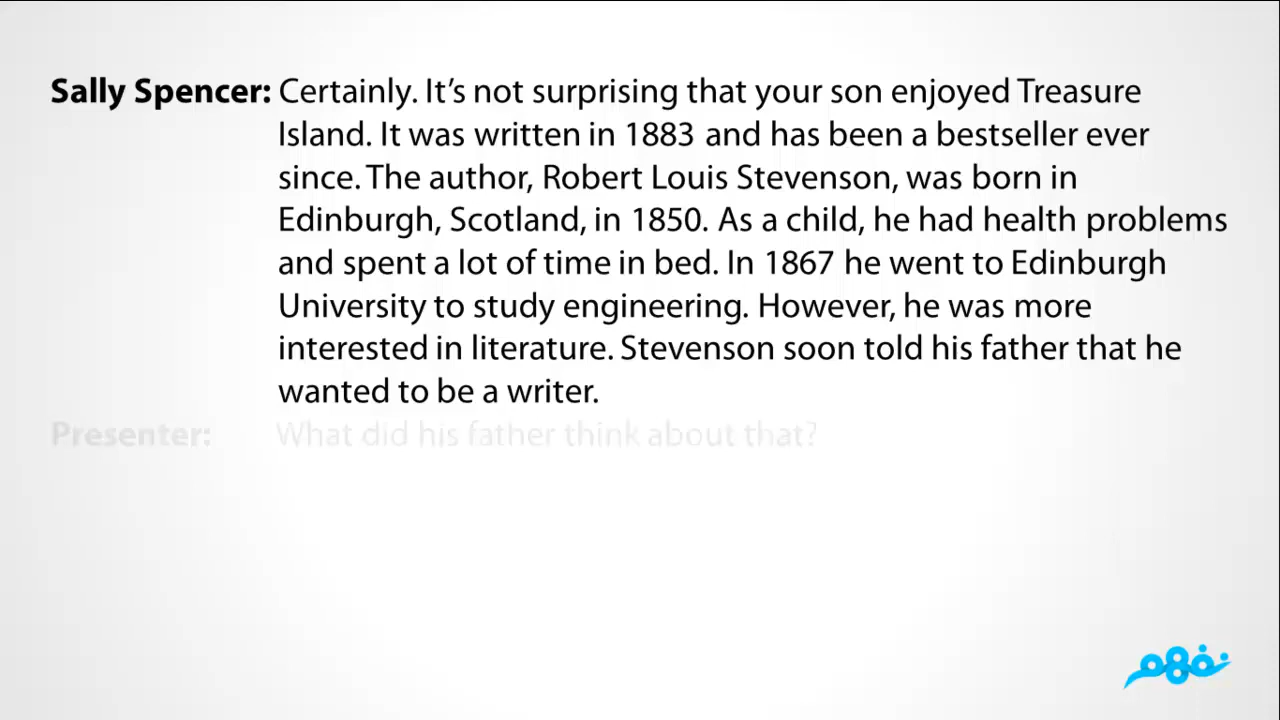 Sally Spencer: Certainly. It’s not surprising that your son enjoyed Treasure
Island. It was written in 1883 and has been a bestseller ever
since. The author, Robert Louis Stevenson, was born in
Edinburgh, Scotland, in 1850. As a child, he had health problems
and spent a lot of time in bed. In 1867 he went to Edinburgh
University to study engineering. However, he was more
interested in literature. Stevenson soon told his father that he
wanted to be a writer.
Presenter: What did his father think about that?
نفهم